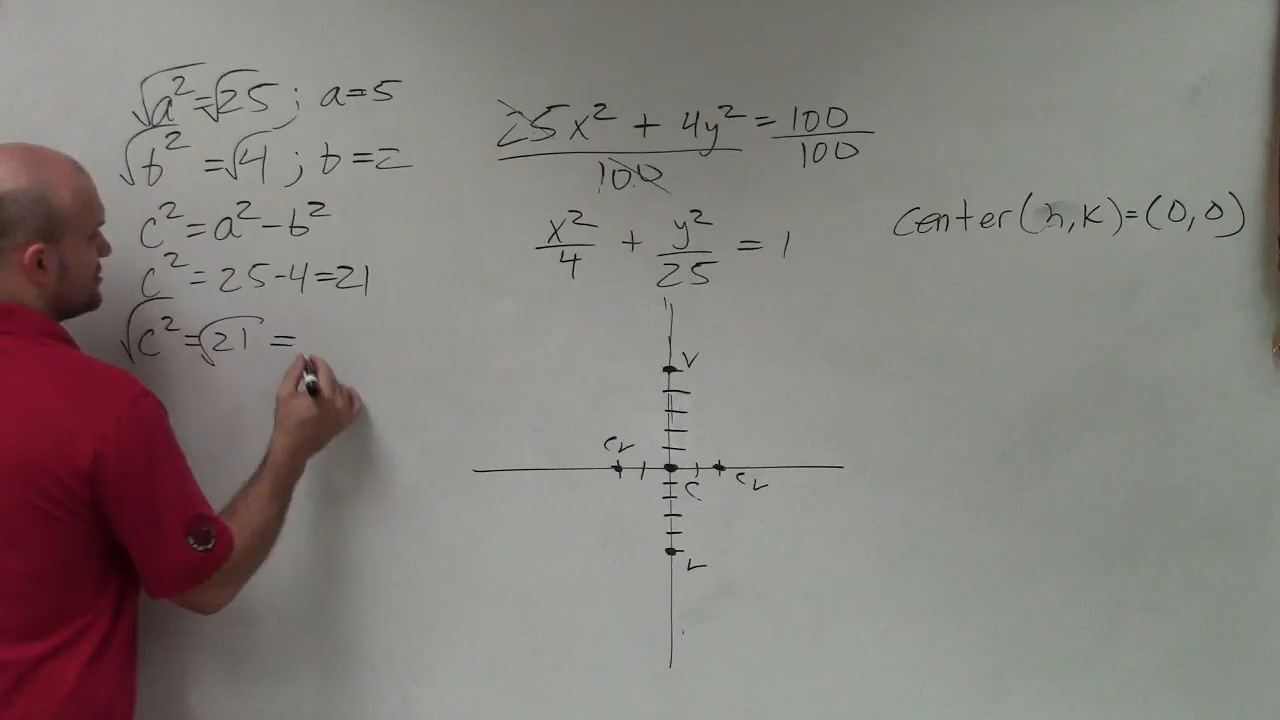 √a² = √25 ; a = 5
√b² = √4 ; b = 2
c² = a² - b²
c² = 25 - 4 = 21
√c² = √21 =
25x² + 4y² = 100
100 100
x²/4 + y²/25 = 1
Center (h, k) = (0, 0)
V
CV
C
CV
V